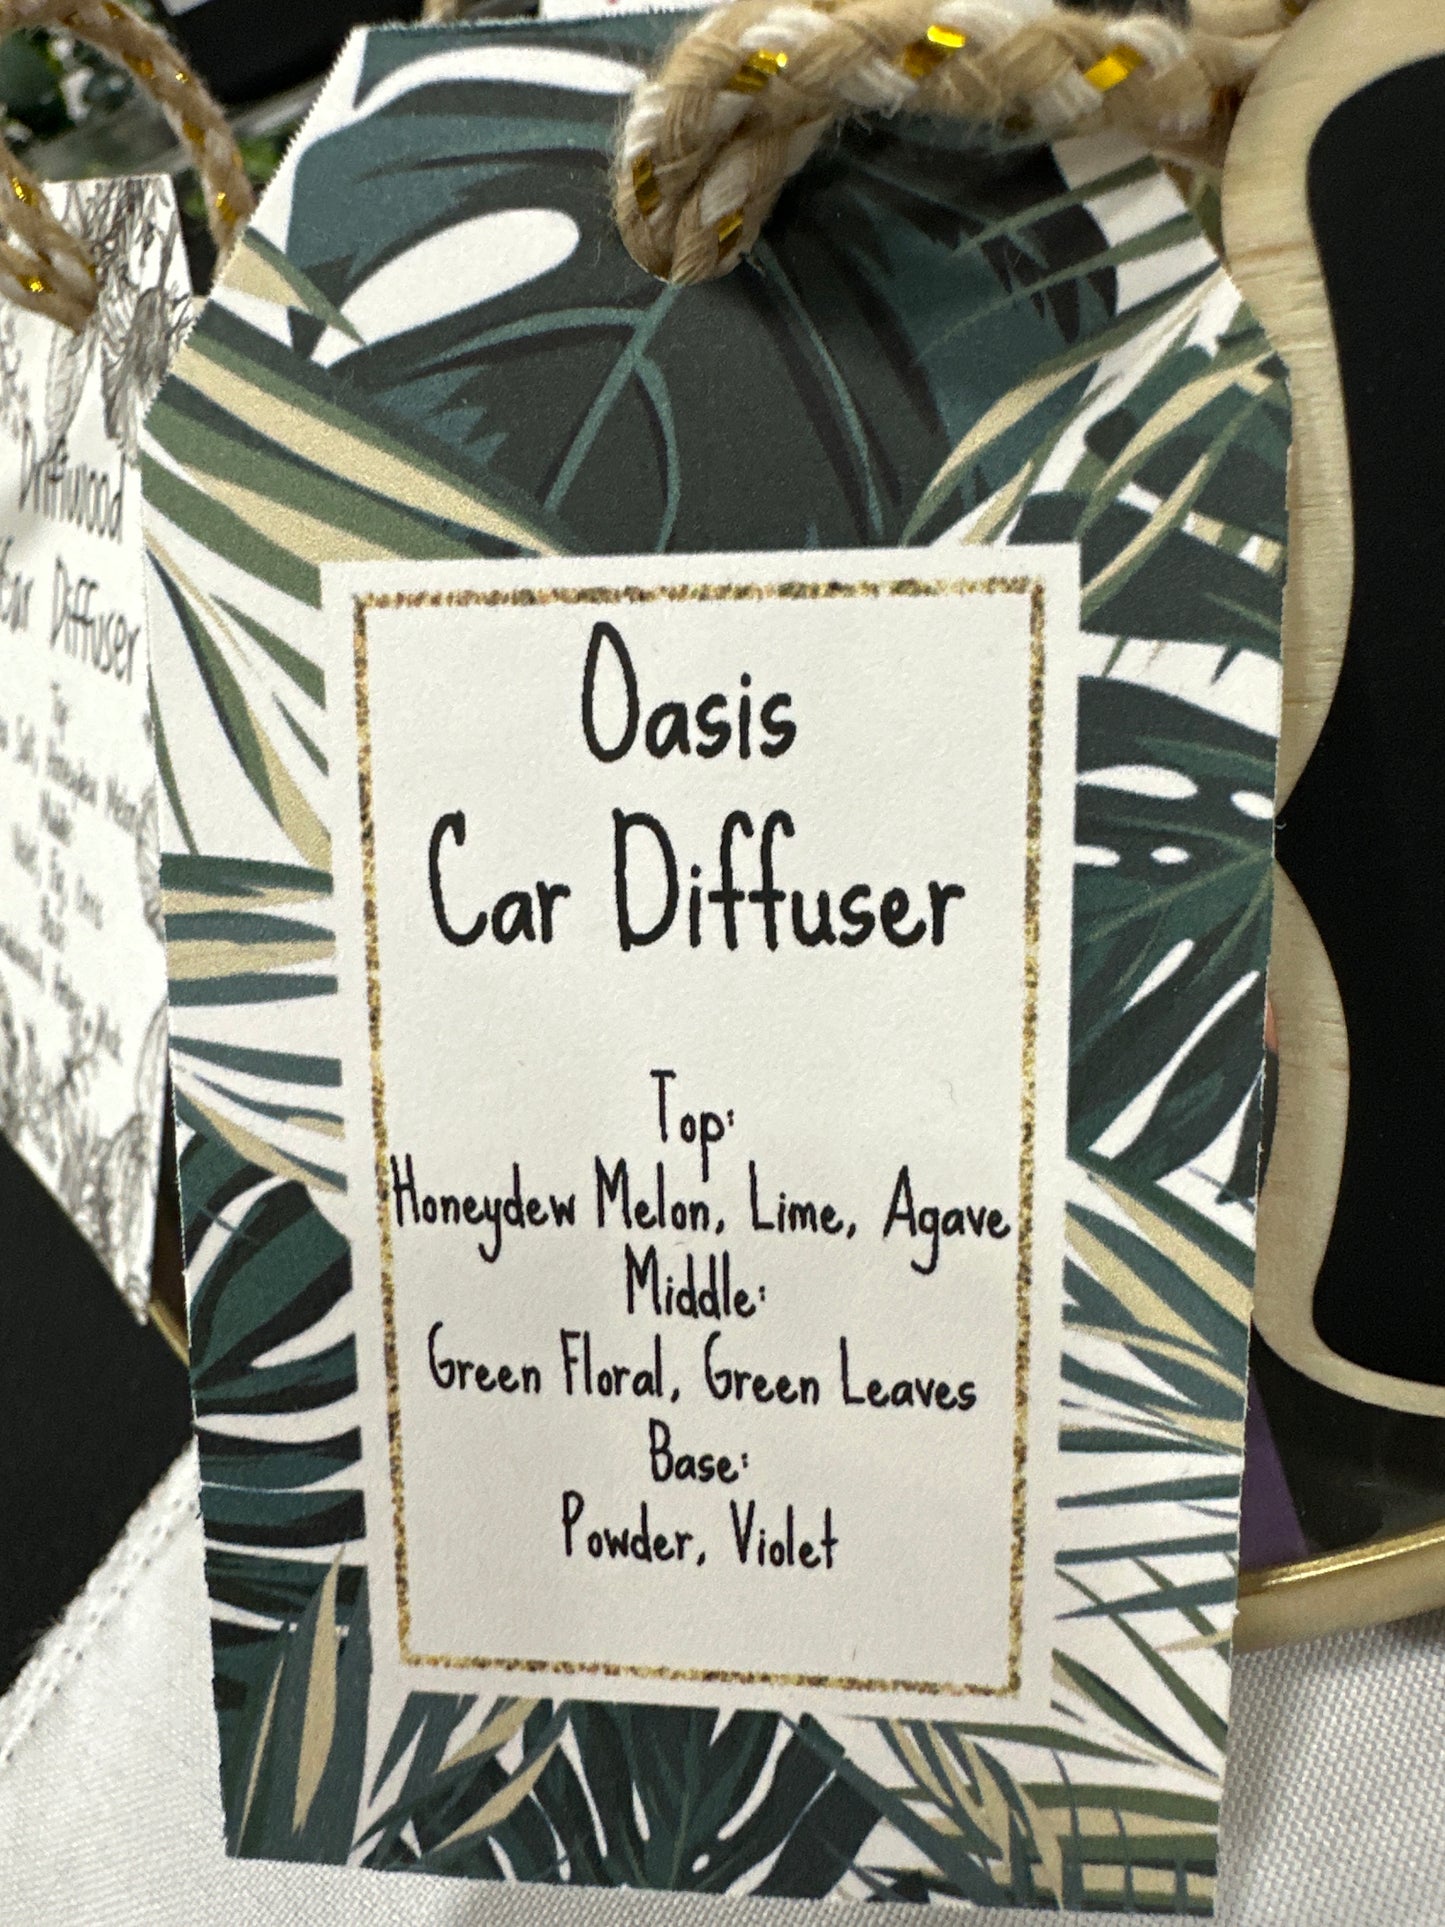 Oasis
Car Diffuser
Top:
Honeydew Melon, Lime, Agave
Middle:
Green Floral, Green Leaves
Base:
Powder, Violet
Driftwood
Car Diffuser